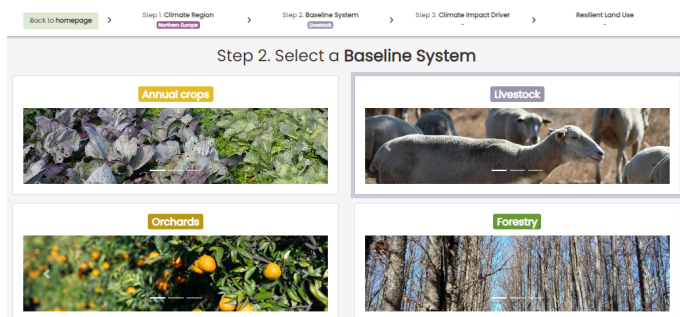 Back to homepage > Step 1. Climate Region > Step 2. Baseline System > Step 3. Climate Impact Driver > Resilient Land Use
Northern Europe Livestock - -
Step 2. Select a Baseline System
Annual crops Livestock
Orchards Forestry